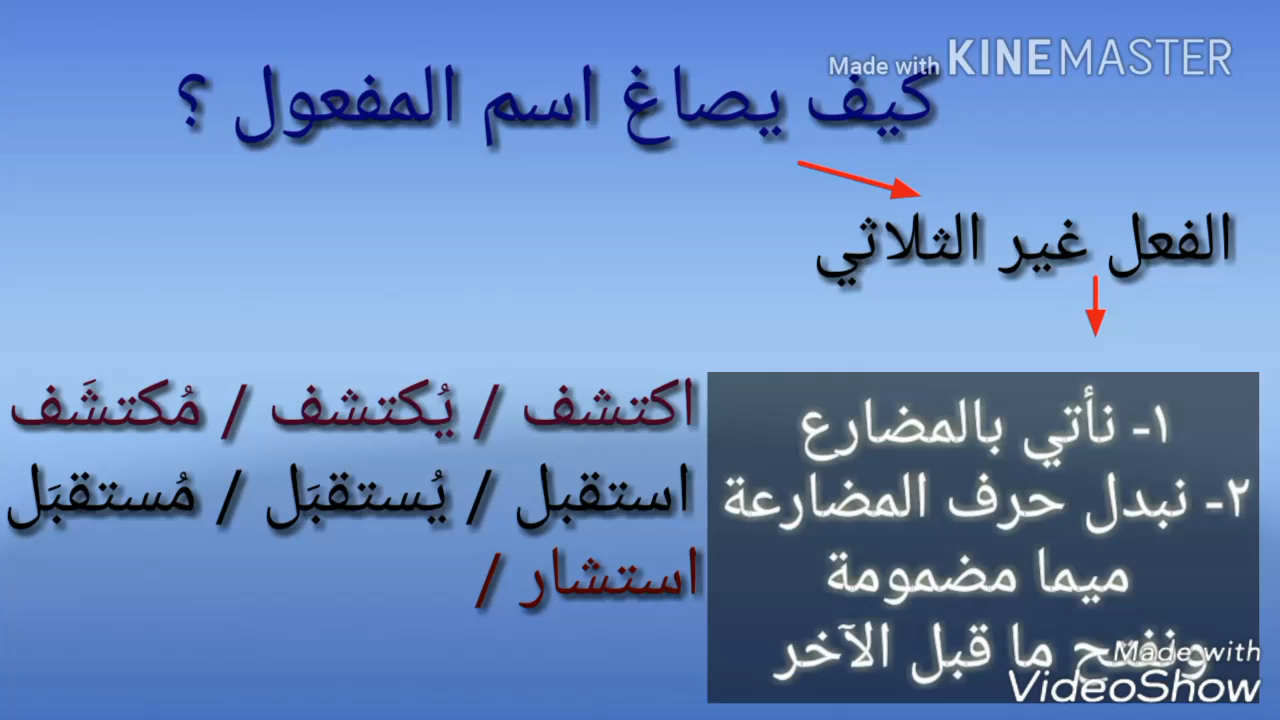 Made with KINEMASTER
كيف يصاغ اسم المفعول ؟
الفعل غير الثلاثي
١- نأتي بالمضارع
٢- نبدل حرف المضارعة
ميما مضمومة
ونفتح ما قبل الآخر
اكتشف / يُكتشف / مُكتشَف
استقبل / يُستقبَل / مُستقبَل
استشار /
Made with
VideoShow